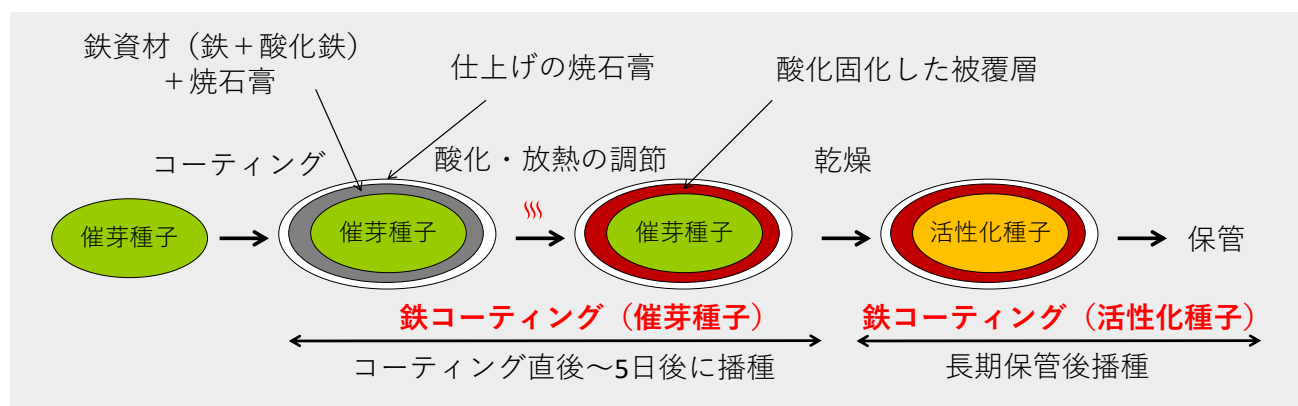 鉄資材（鉄＋酸化鉄）
＋焼石膏
仕上げの焼石膏
酸化固化した被覆層
コーティング
酸化・放熱の調節
乾燥
催芽種子
催芽種子
催芽種子
活性化種子
保管
鉄コーティング（催芽種子）
鉄コーティング（活性化種子）
コーティング直後～5日後に播種
長期保管後播種